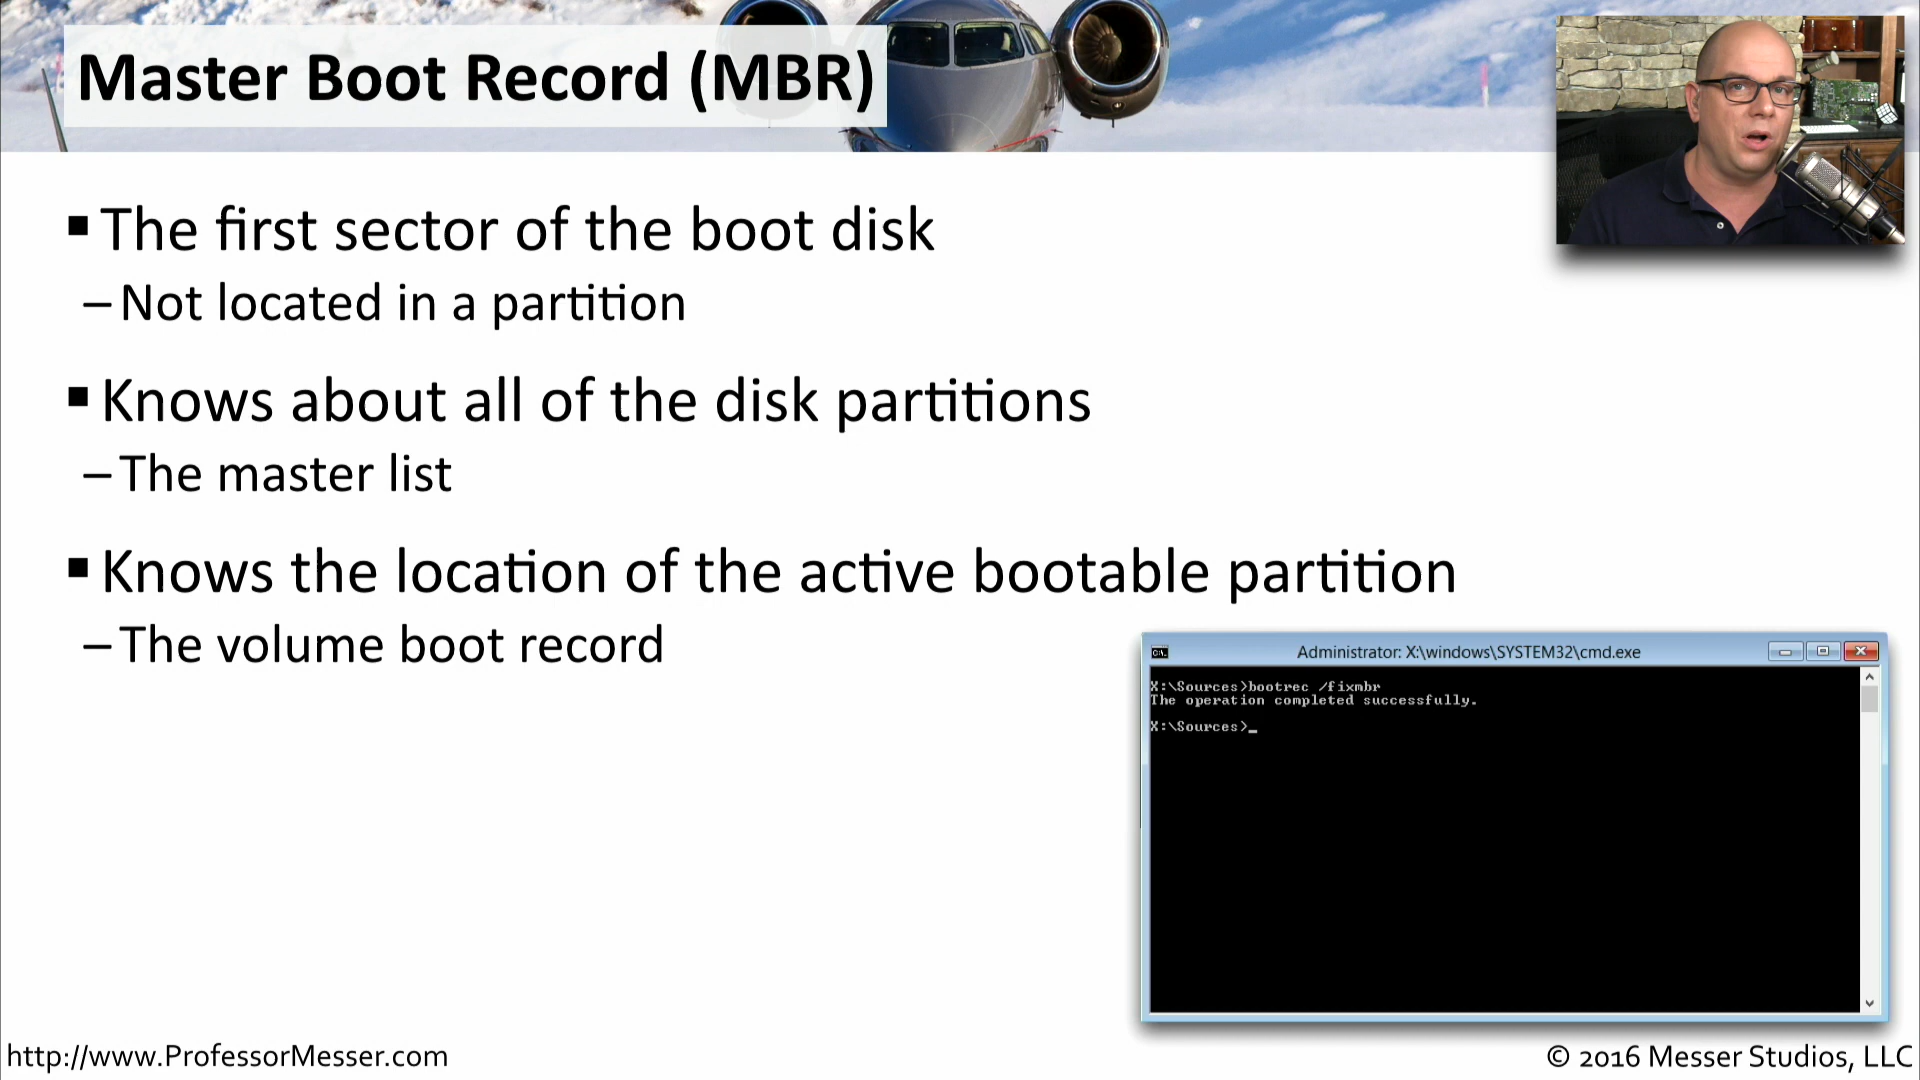 Master Boot Record (MBR)
▪ The first sector of the boot disk
– Not located in a partition
▪ Knows about all of the disk partitions
– The master list
▪ Knows the location of the active bootable partition
– The volume boot record
Administrator: X:\windows\SYSTEM32\cmd.exe
X:\Sources>bootrec /fixmbr
The operation completed successfully.
X:\Sources>_
http://www.ProfessorMesser.com
© 2016 Messer Studios, LLC